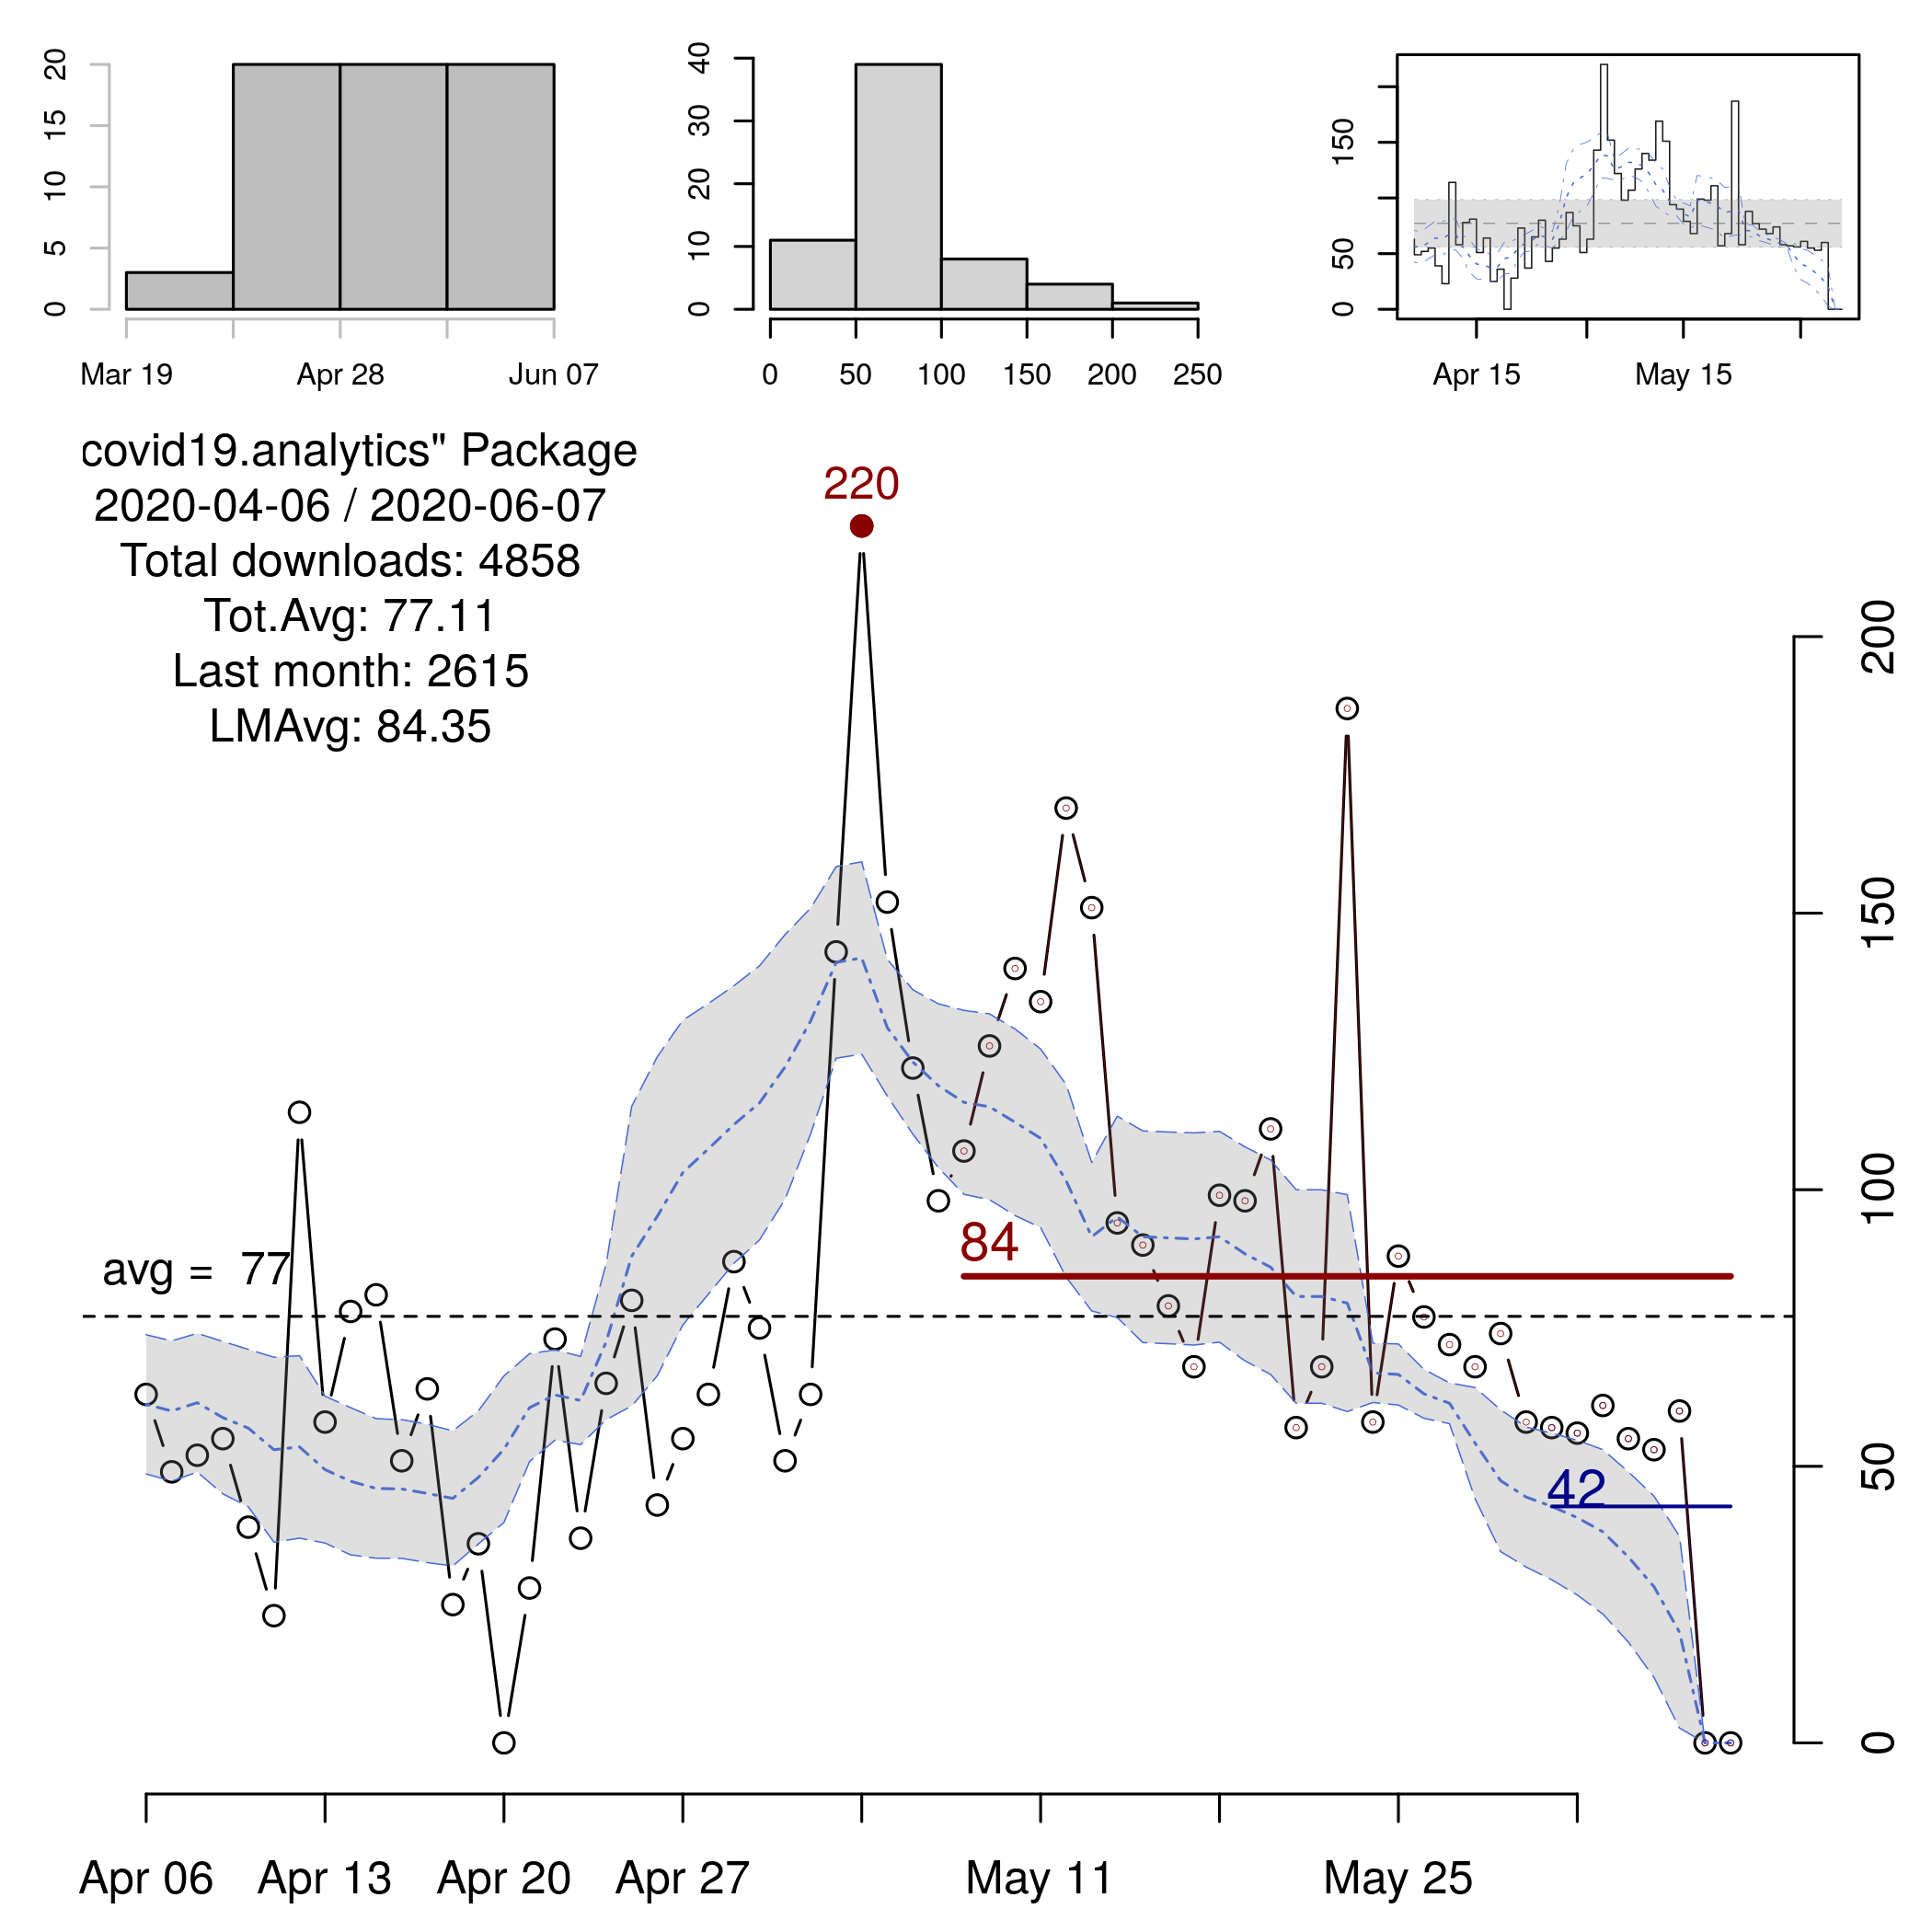 20
15
10
5
0
Mar 19 Apr 28 Jun 07
40
30
20
10
0
0 50 100 150 200 250
150
50
0
Apr 15 May 15
covid19.analytics" Package
2020-04-06 / 2020-06-07
Total downloads: 4858
Tot.Avg: 77.11
Last month: 2615
LMAvg: 84.35
220
avg = 77
84
42
200
150
100
50
0
Apr 06 Apr 13 Apr 20 Apr 27 May 11 May 25